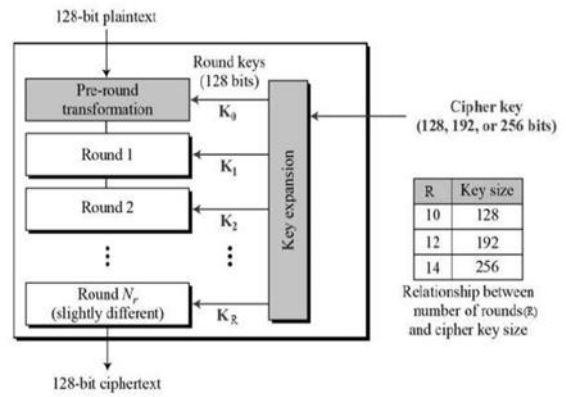 128-bit plaintext
Round keys
(128 bits)
Pre-round
transformation
K0
Cipher key
(128, 192, or 256 bits)
Round 1
K1
Round 2
K2
Key expansion
R Key size
10 128
12 192
14 256
Relationship between
number of rounds(R)
and cipher key size
Round Nr
(slightly different)
KR
128-bit ciphertext